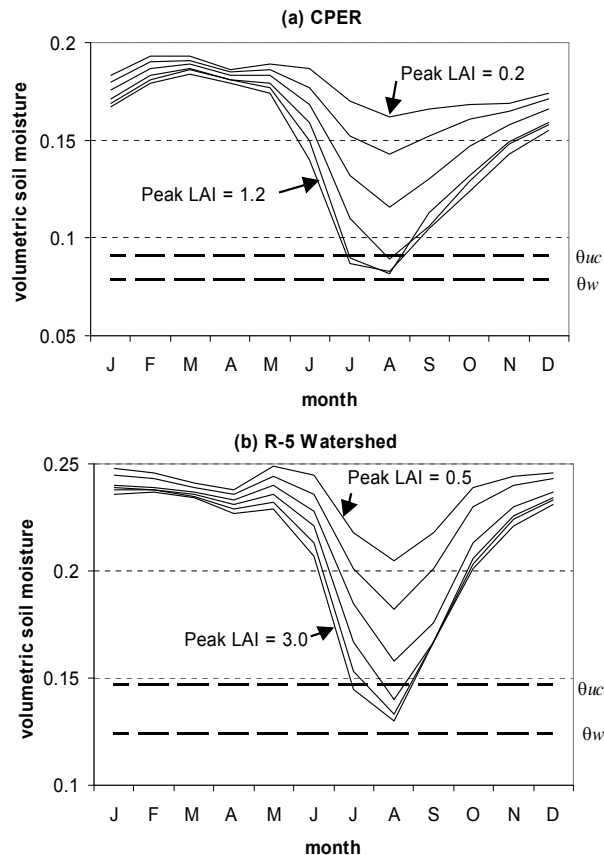 (a) CPER
0.2
Peak LAI = 0.2
0.15
Peak LAI = 1.2
0.1
θuc
θw
0.05
volumetric soil moisture
J F M A M J J A S O N D
month
(b) R-5 Watershed
0.25
Peak LAI = 0.5
0.2
Peak LAI = 3.0
0.15
θuc
θw
0.1
volumetric soil moisture
J F M A M J J A S O N D
month